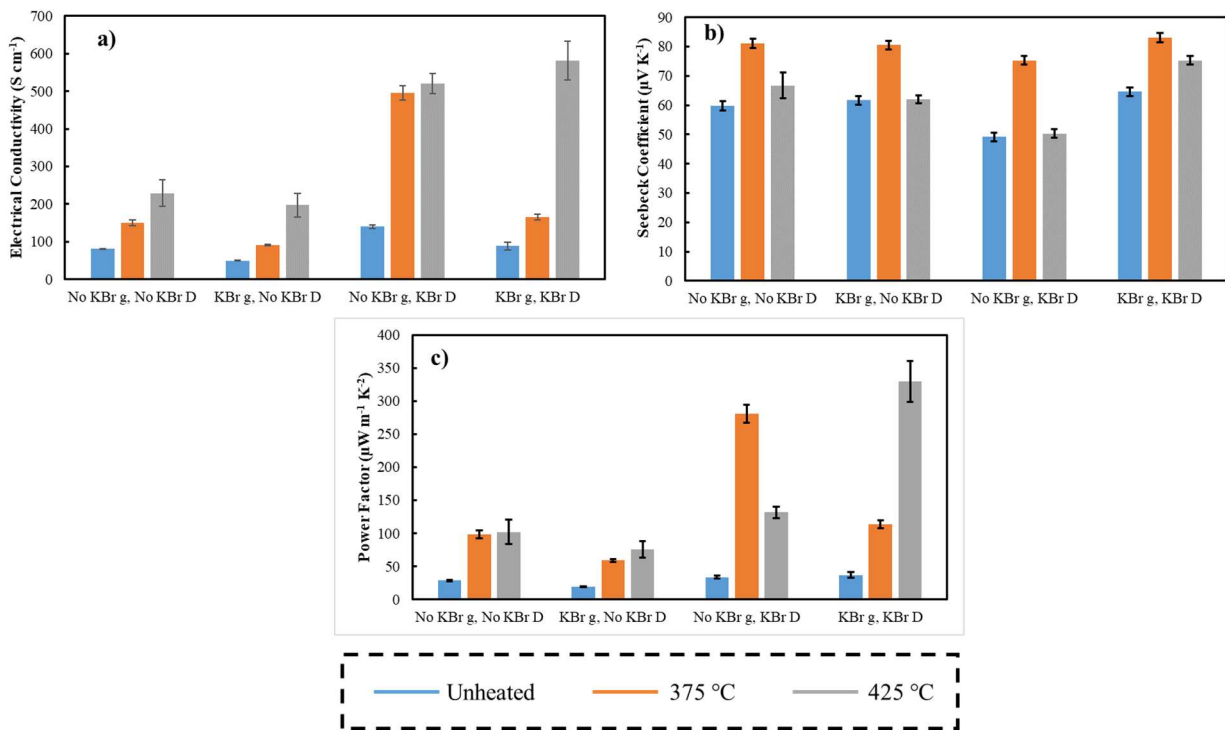 a)
Electrical Conductivity (S cm⁻¹)
700
600
500
400
300
200
100
0
No KBr g, No KBr D
KBr g, No KBr D
No KBr g, KBr D
KBr g, KBr D
b)
Seebeck Coefficient (µV K⁻¹)
90
80
70
60
50
40
30
20
10
0
No KBr g, No KBr D
KBr g, No KBr D
No KBr g, KBr D
KBr g, KBr D
c)
Power Factor (µW m⁻¹ K⁻²)
400
350
300
250
200
150
100
50
0
No KBr g, No KBr D
KBr g, No KBr D
No KBr g, KBr D
KBr g, KBr D
Unheated
375 °C
425 °C